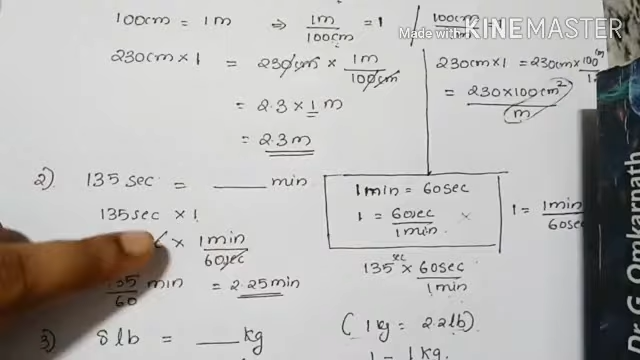 Made with KINEMASTER
100cm = 1m ⇒ 1m/100cm = 1 / 100cm
230cm × 1 = 230cm × 1m/100cm
= 2.3 × 1 m
= 2.3m
230cm × 1 = 230cm × 100cm
= 230 × 100cm²/m
2) 135 sec = ____ min
135sec × 1
× 1min/60sec
/60 min = 2.25min
1min = 60sec
1 = 60sec/1min ×
1 = 1min/60sec
135 sec × 60sec/1min
3) 8 lb = ____ kg
(1kg = 2.2lb)
1 = 1kg
Dr. G. Omkarnath